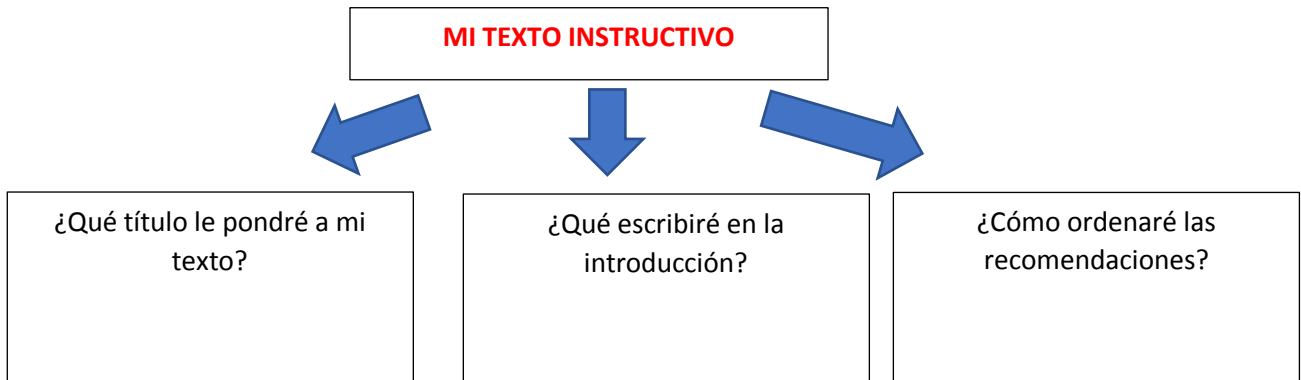 MI TEXTO INSTRUCTIVO
¿Qué título le pondré a mi
texto?
¿Qué escribiré en la
introducción?
¿Cómo ordenaré las
recomendaciones?